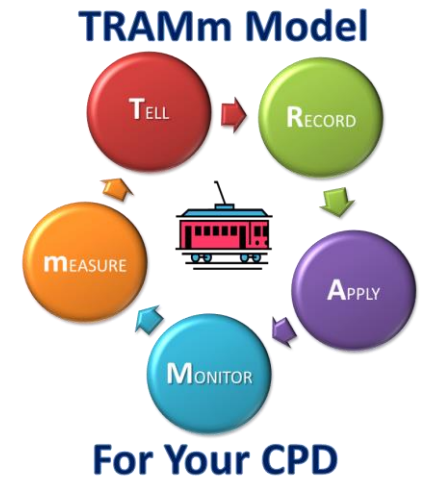 TRAMm Model
TELL
RECORD
APPLY
MONITOR
mEASURE
For Your CPD